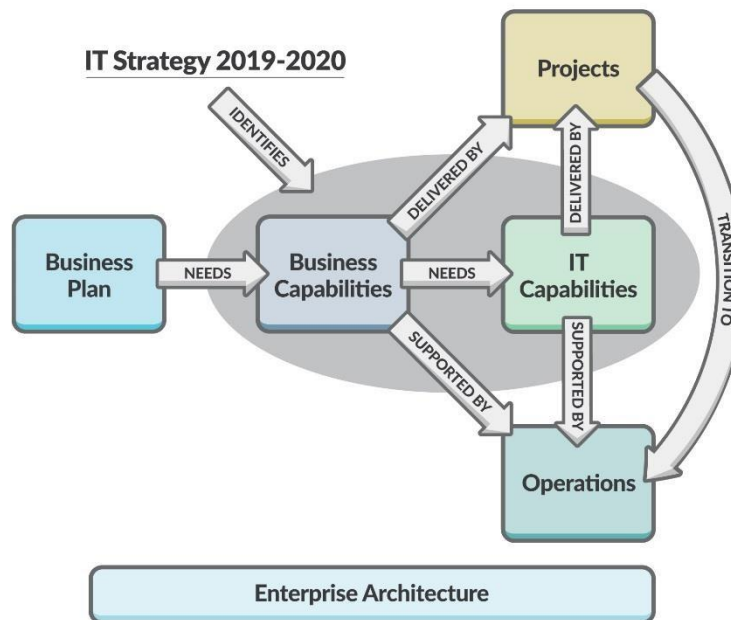 IT Strategy 2019-2020
Projects
IDENTIFIES
DELIVERED BY
DELIVERED BY
TRANSITION TO
Business
Plan
NEEDS
Business
Capabilities
NEEDS
IT
Capabilities
SUPPORTED BY
SUPPORTED BY
Operations
Enterprise Architecture